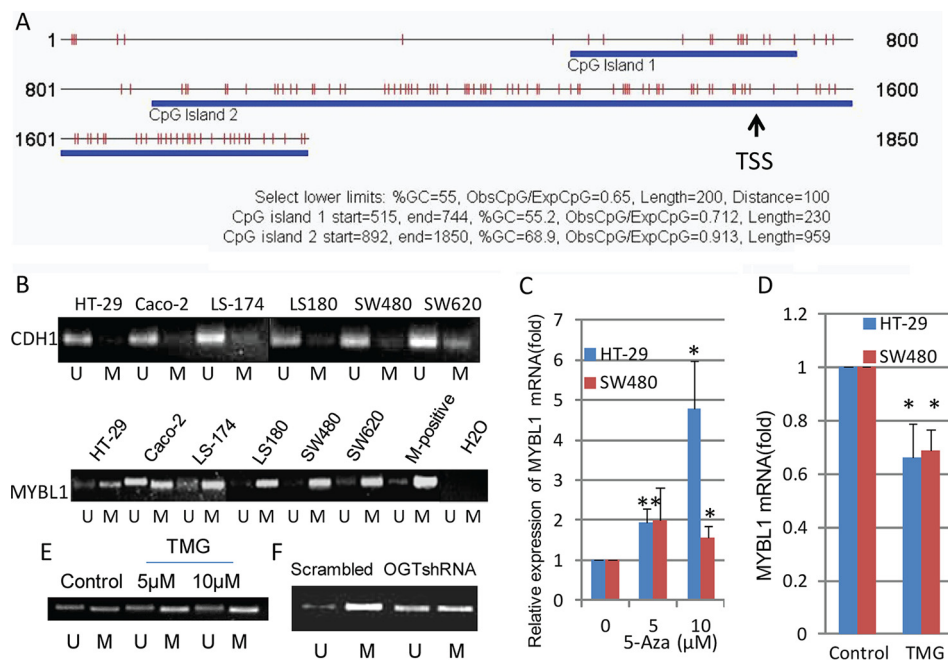 A
1 800
CpG Island 1
801 1600
CpG Island 2
1601 1850
TSS
Select lower limits: %GC=55, ObsCpG/ExpCpG=0.65, Length=200, Distance=100
CpG island 1 start=515, end=744, %GC=55.2, ObsCpG/ExpCpG=0.712, Length=230
CpG island 2 start=892, end=1850, %GC=68.9, ObsCpG/ExpCpG=0.913, Length=959
B
HT-29 Caco-2 LS-174 LS180 SW480 SW620
CDH1
U M U M U M U M U M U M
HT-29 Caco-2 LS-174 LS180 SW480 SW620 M-positive H2O
MYBL1
U M U M U M U M U M U M U M U M
C
Relative expression of MYBL1 mRNA(fold)
7
6
5
4
3
2
1
0
HT-29
SW480
*
**
*
0 5 10
5-Aza (μM)
D
MYBL1 mRNA(fold)
1.2
1
0.8
0.6
0.4
0.2
0
HT-29
SW480
* *
Control TMG
E
TMG
Control 5μM 10μM
U M U M U M
F
Scrambled OGTshRNA
U M U M